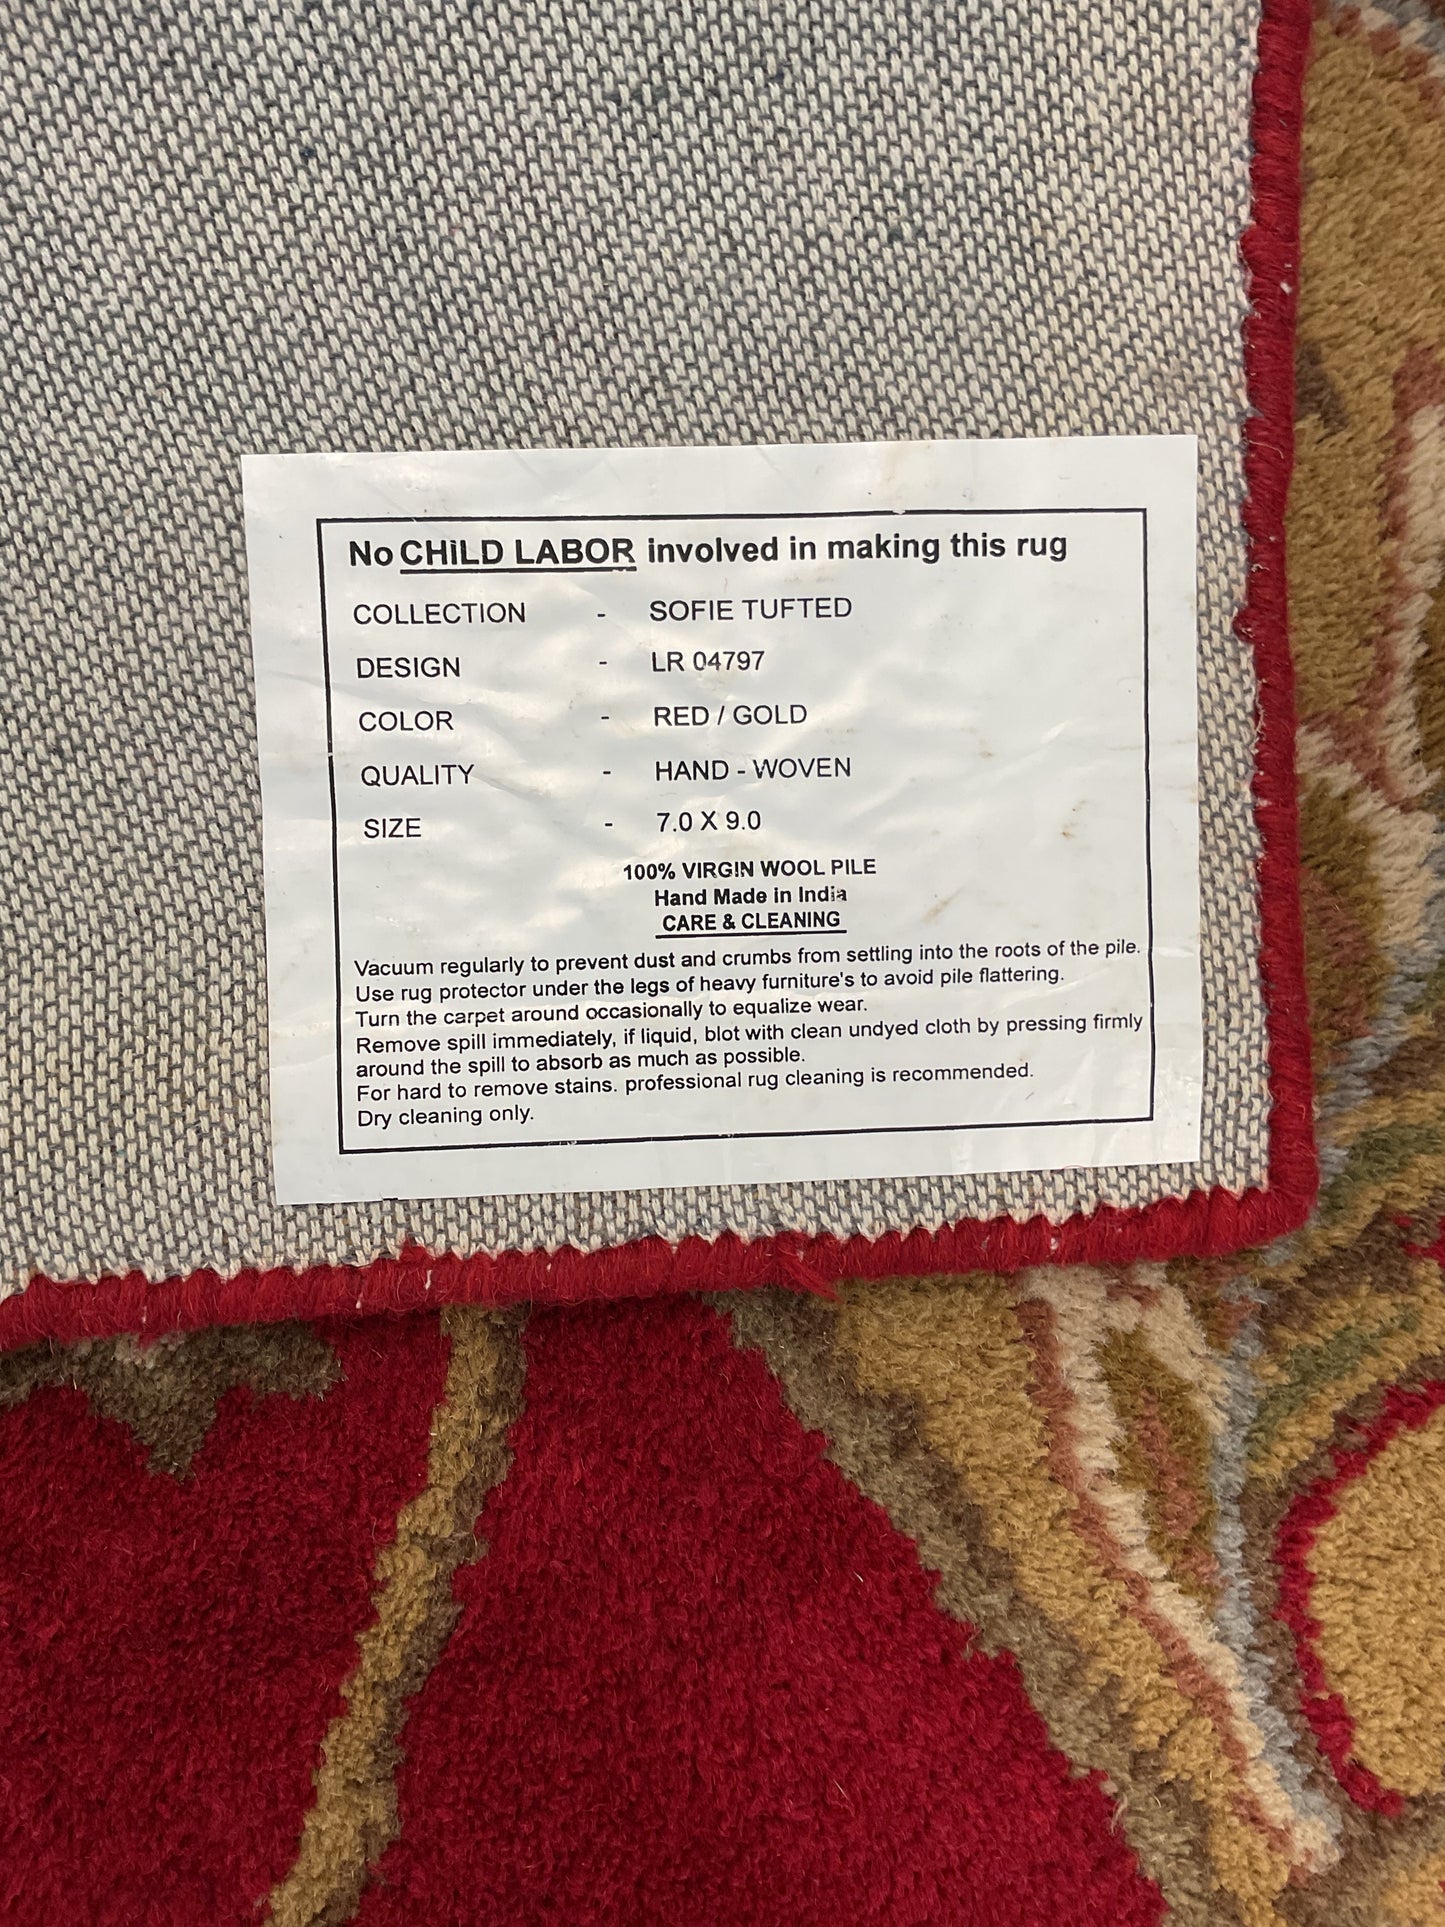 No CHILD LABOR involved in making this rug
COLLECTION - SOFIE TUFTED
DESIGN - LR 04797
COLOR - RED / GOLD
QUALITY - HAND - WOVEN
SIZE - 7.0 X 9.0
100% VIRGIN WOOL PILE
Hand Made in India
CARE & CLEANING
Vacuum regularly to prevent dust and crumbs from settling into the roots of the pile.
Use rug protector under the legs of heavy furniture's to avoid pile flattering.
Turn the carpet around occasionally to equalize wear.
Remove spill immediately, if liquid, blot with clean undyed cloth by pressing firmly
around the spill to absorb as much as possible.
For hard to remove stains. professional rug cleaning is recommended.
Dry cleaning only.